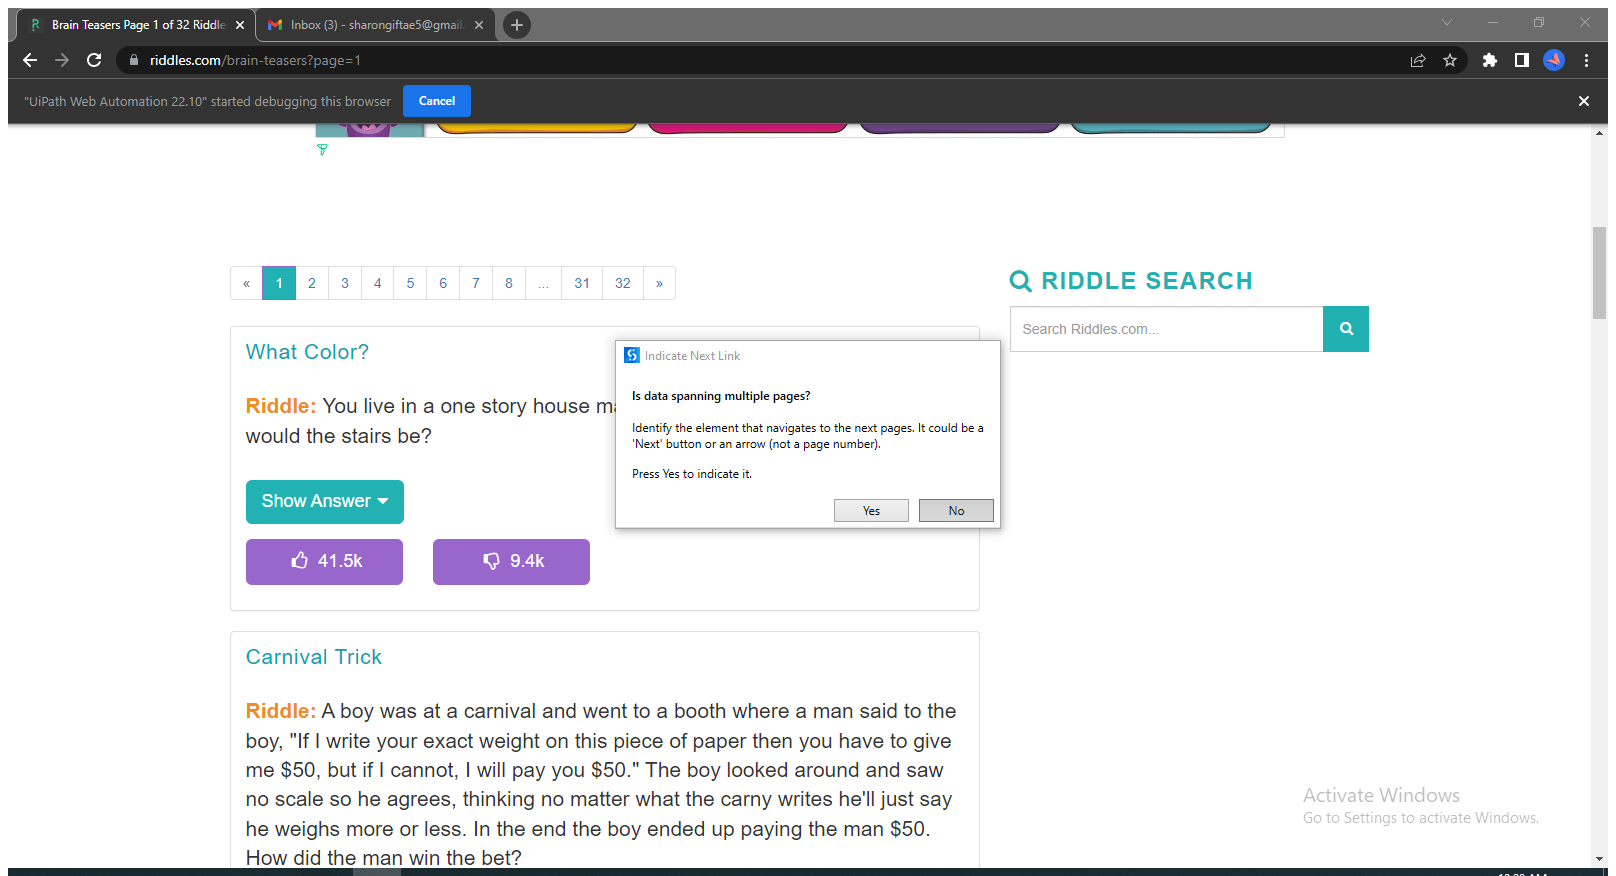 Brain Teasers Page 1 of 32 Riddle
Inbox (3) - sharongiftae5@gmail.
riddles.com/brain-teasers?page=1
"UiPath Web Automation 22.10" started debugging this browser
Cancel
« 1 2 3 4 5 6 7 8 ... 31 32 »
RIDDLE SEARCH
Search Riddles.com...
What Color?
Riddle: You live in a one story house
would the stairs be?
Show Answer
41.5k
9.4k
Indicate Next Link
Is data spanning multiple pages?
Identify the element that navigates to the next pages. It could be a
'Next' button or an arrow (not a page number).
Press Yes to indicate it.
Yes
No
Carnival Trick
Riddle: A boy was at a carnival and went to a booth where a man said to the
boy, "If I write your exact weight on this piece of paper then you have to give
me $50, but if I cannot, I will pay you $50." The boy looked around and saw
no scale so he agrees, thinking no matter what the carny writes he'll just say
he weighs more or less. In the end the boy ended up paying the man $50.
How did the man win the bet?
Activate Windows
Go to Settings to activate Windows.